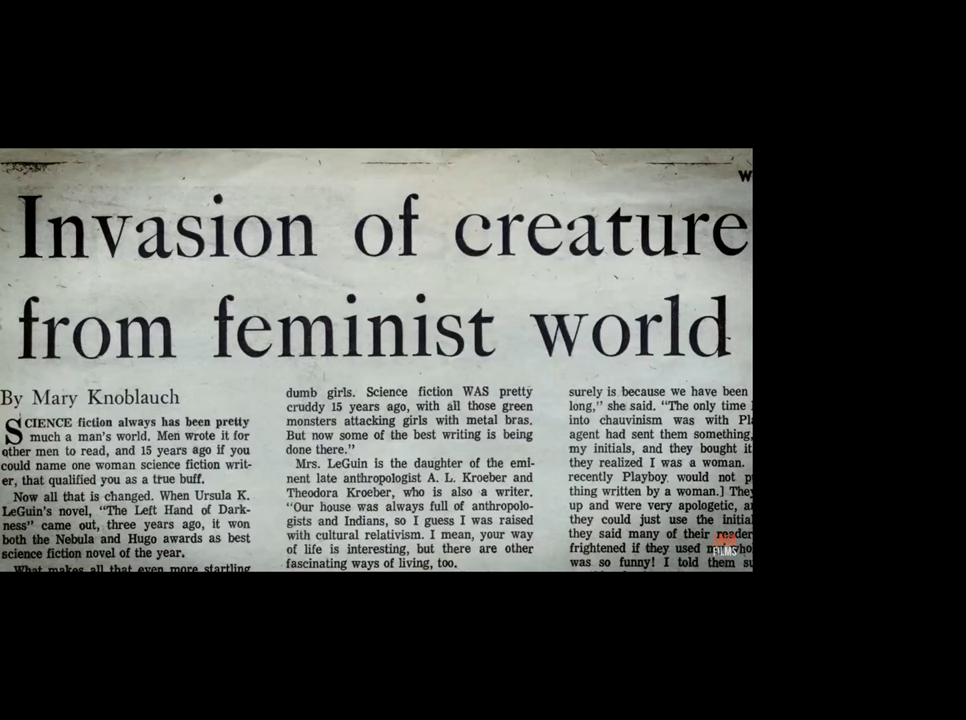 W
Invasion of creature
from feminist world
By Mary Knoblauch
SCIENCE fiction always has been pretty
much a man's world. Men wrote it for
other men to read, and 15 years ago if you
could name one woman science fiction writ-
er, that qualified you as a true buff.
Now all that is changed. When Ursula K.
LeGuin's novel, "The Left Hand of Dark-
ness" came out, three years ago, it won
both the Nebula and Hugo awards as best
science fiction novel of the year.
What makes all that even more startling
dumb girls. Science fiction WAS pretty
cruddy 15 years ago, with all those green
monsters attacking girls with metal bras.
But now some of the best writing is being
done there."
Mrs. LeGuin is the daughter of the emi-
nent late anthropologist A. L. Kroeber and
Theodora Kroeber, who is also a writer.
"Our house was always full of anthropolo-
gists and Indians, so I guess I was raised
with cultural relativism. I mean, your way
of life is interesting, but there are other
fascinating ways of living, too.
surely is because we have been
long," she said. "The only time
into chauvinism was with Pl
agent had sent them something,
my initials, and they bought it
they realized I was a woman.
recently Playboy would not p
thing written by a woman.] They
up and were very apologetic, a
they could just use the initial
they said many of their reader
frightened if they used
was so funny! I told them su
FILMS